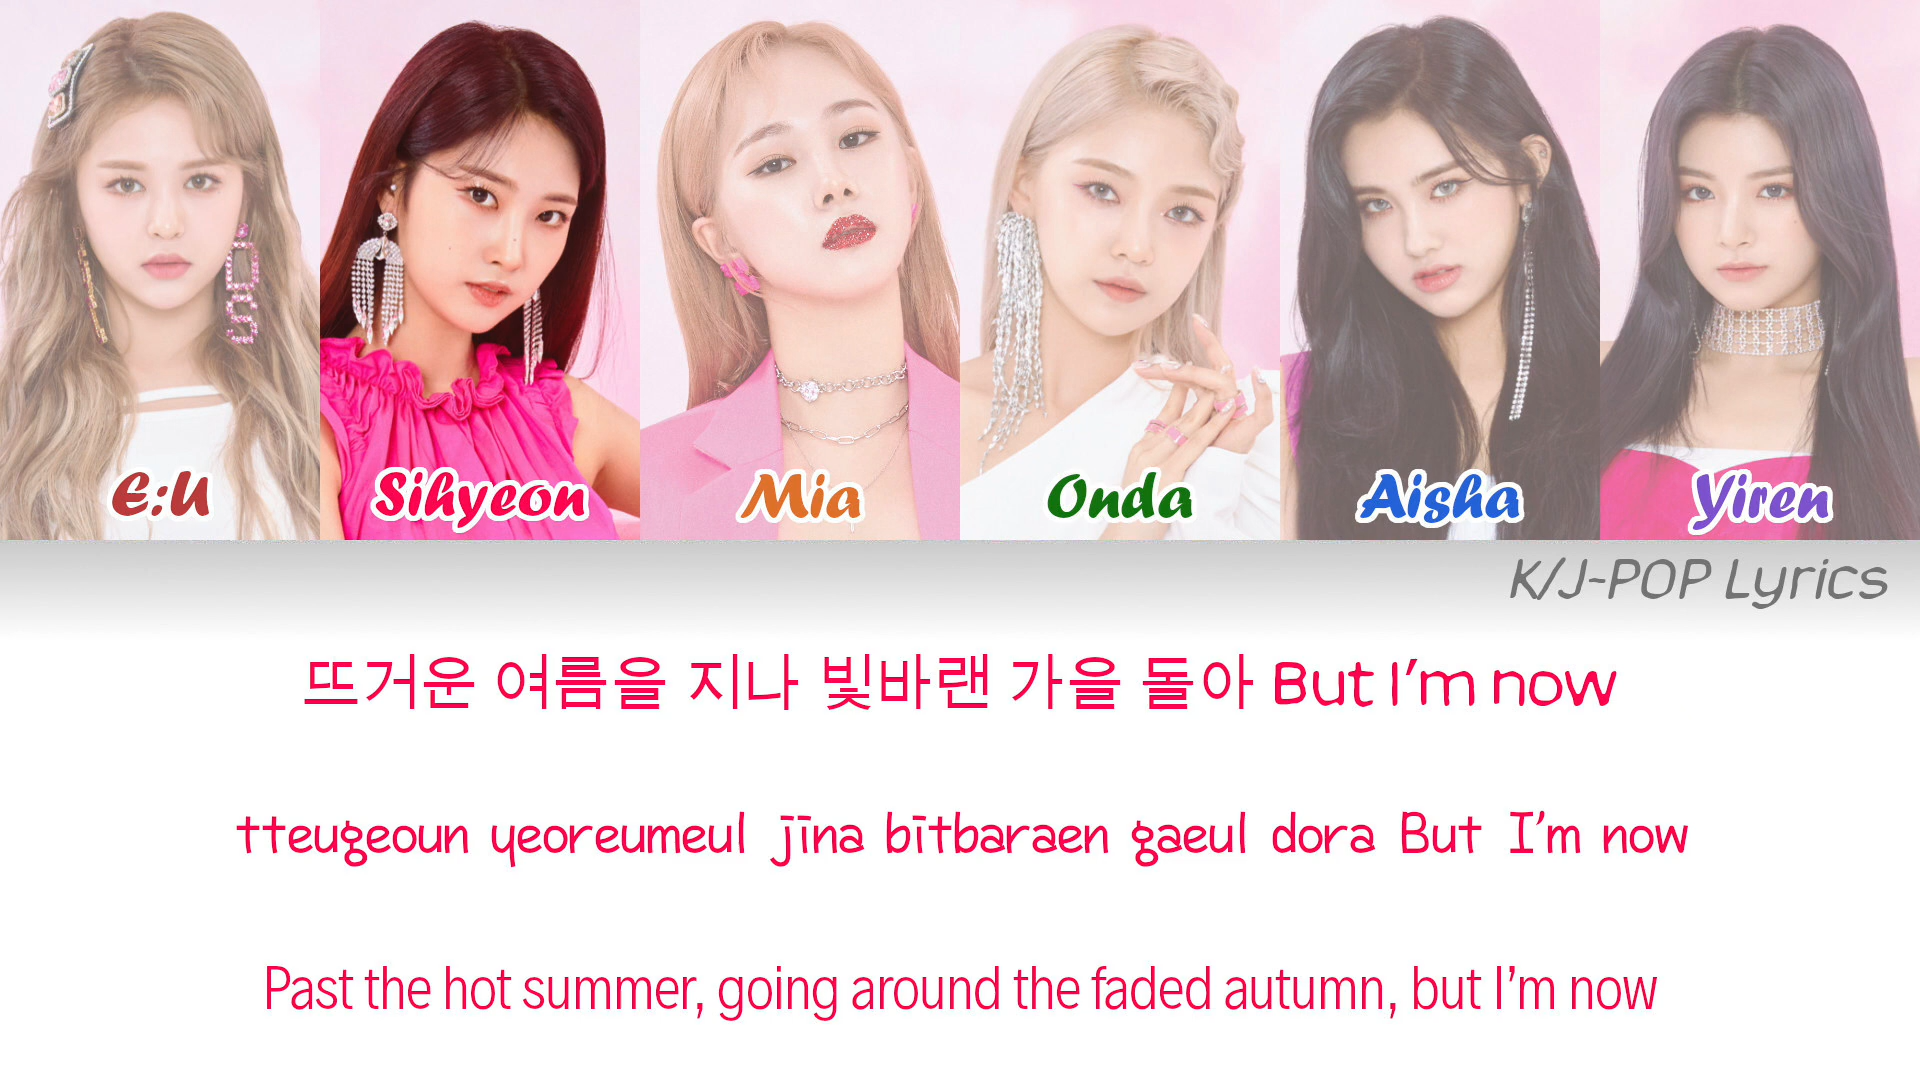 E:U
Sihyeon
Mia
Onda
Aisha
Yiren
K/J-POP Lyrics
뜨거운 여름을 지나 빛바랜 가을 돌아 But I'm now
tteugeoun yeoreumeul jina bitbaraen gaeul dora But I'm now
Past the hot summer, going around the faded autumn, but I'm now